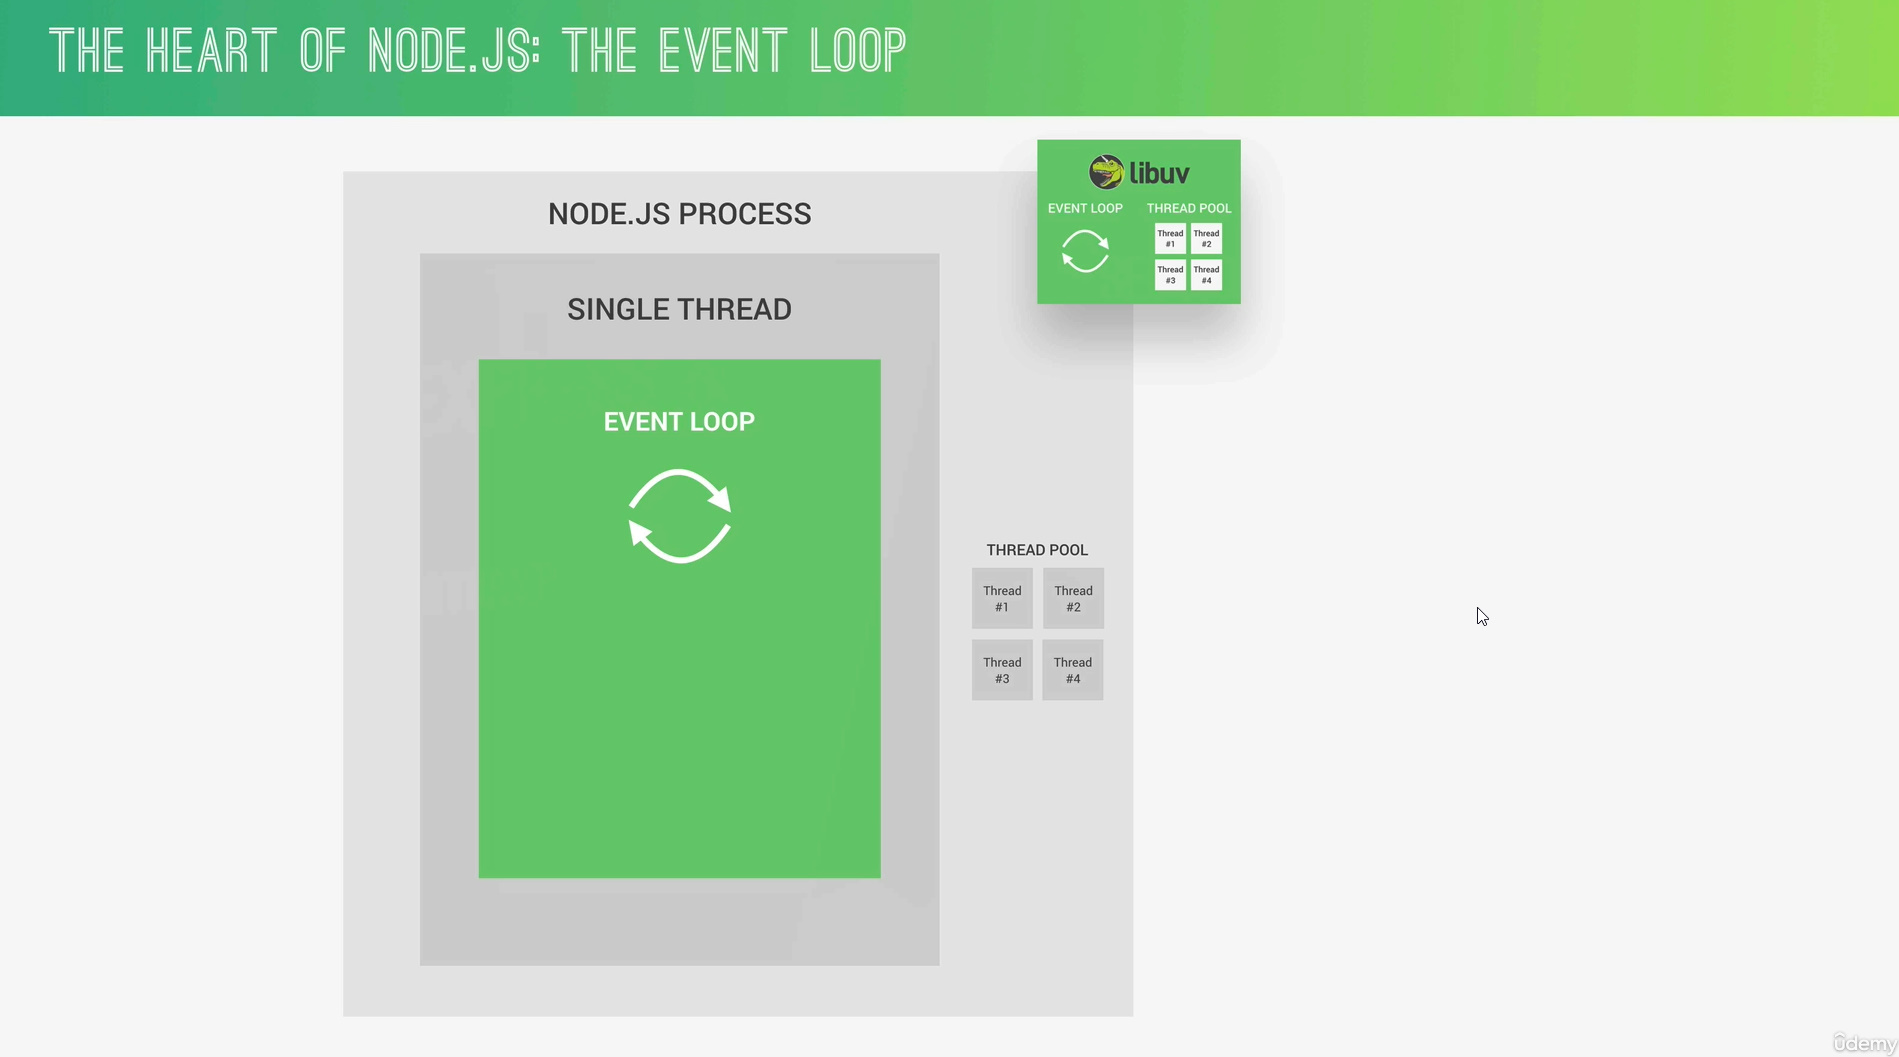 THE HEART OF NODE.JS: THE EVENT LOOP
libuv
EVENT LOOP THREAD POOL
Thread #1
Thread #2
Thread #3
Thread #4
NODE.JS PROCESS
SINGLE THREAD
EVENT LOOP
THREAD POOL
Thread #1
Thread #2
Thread #3
Thread #4
ûdemy